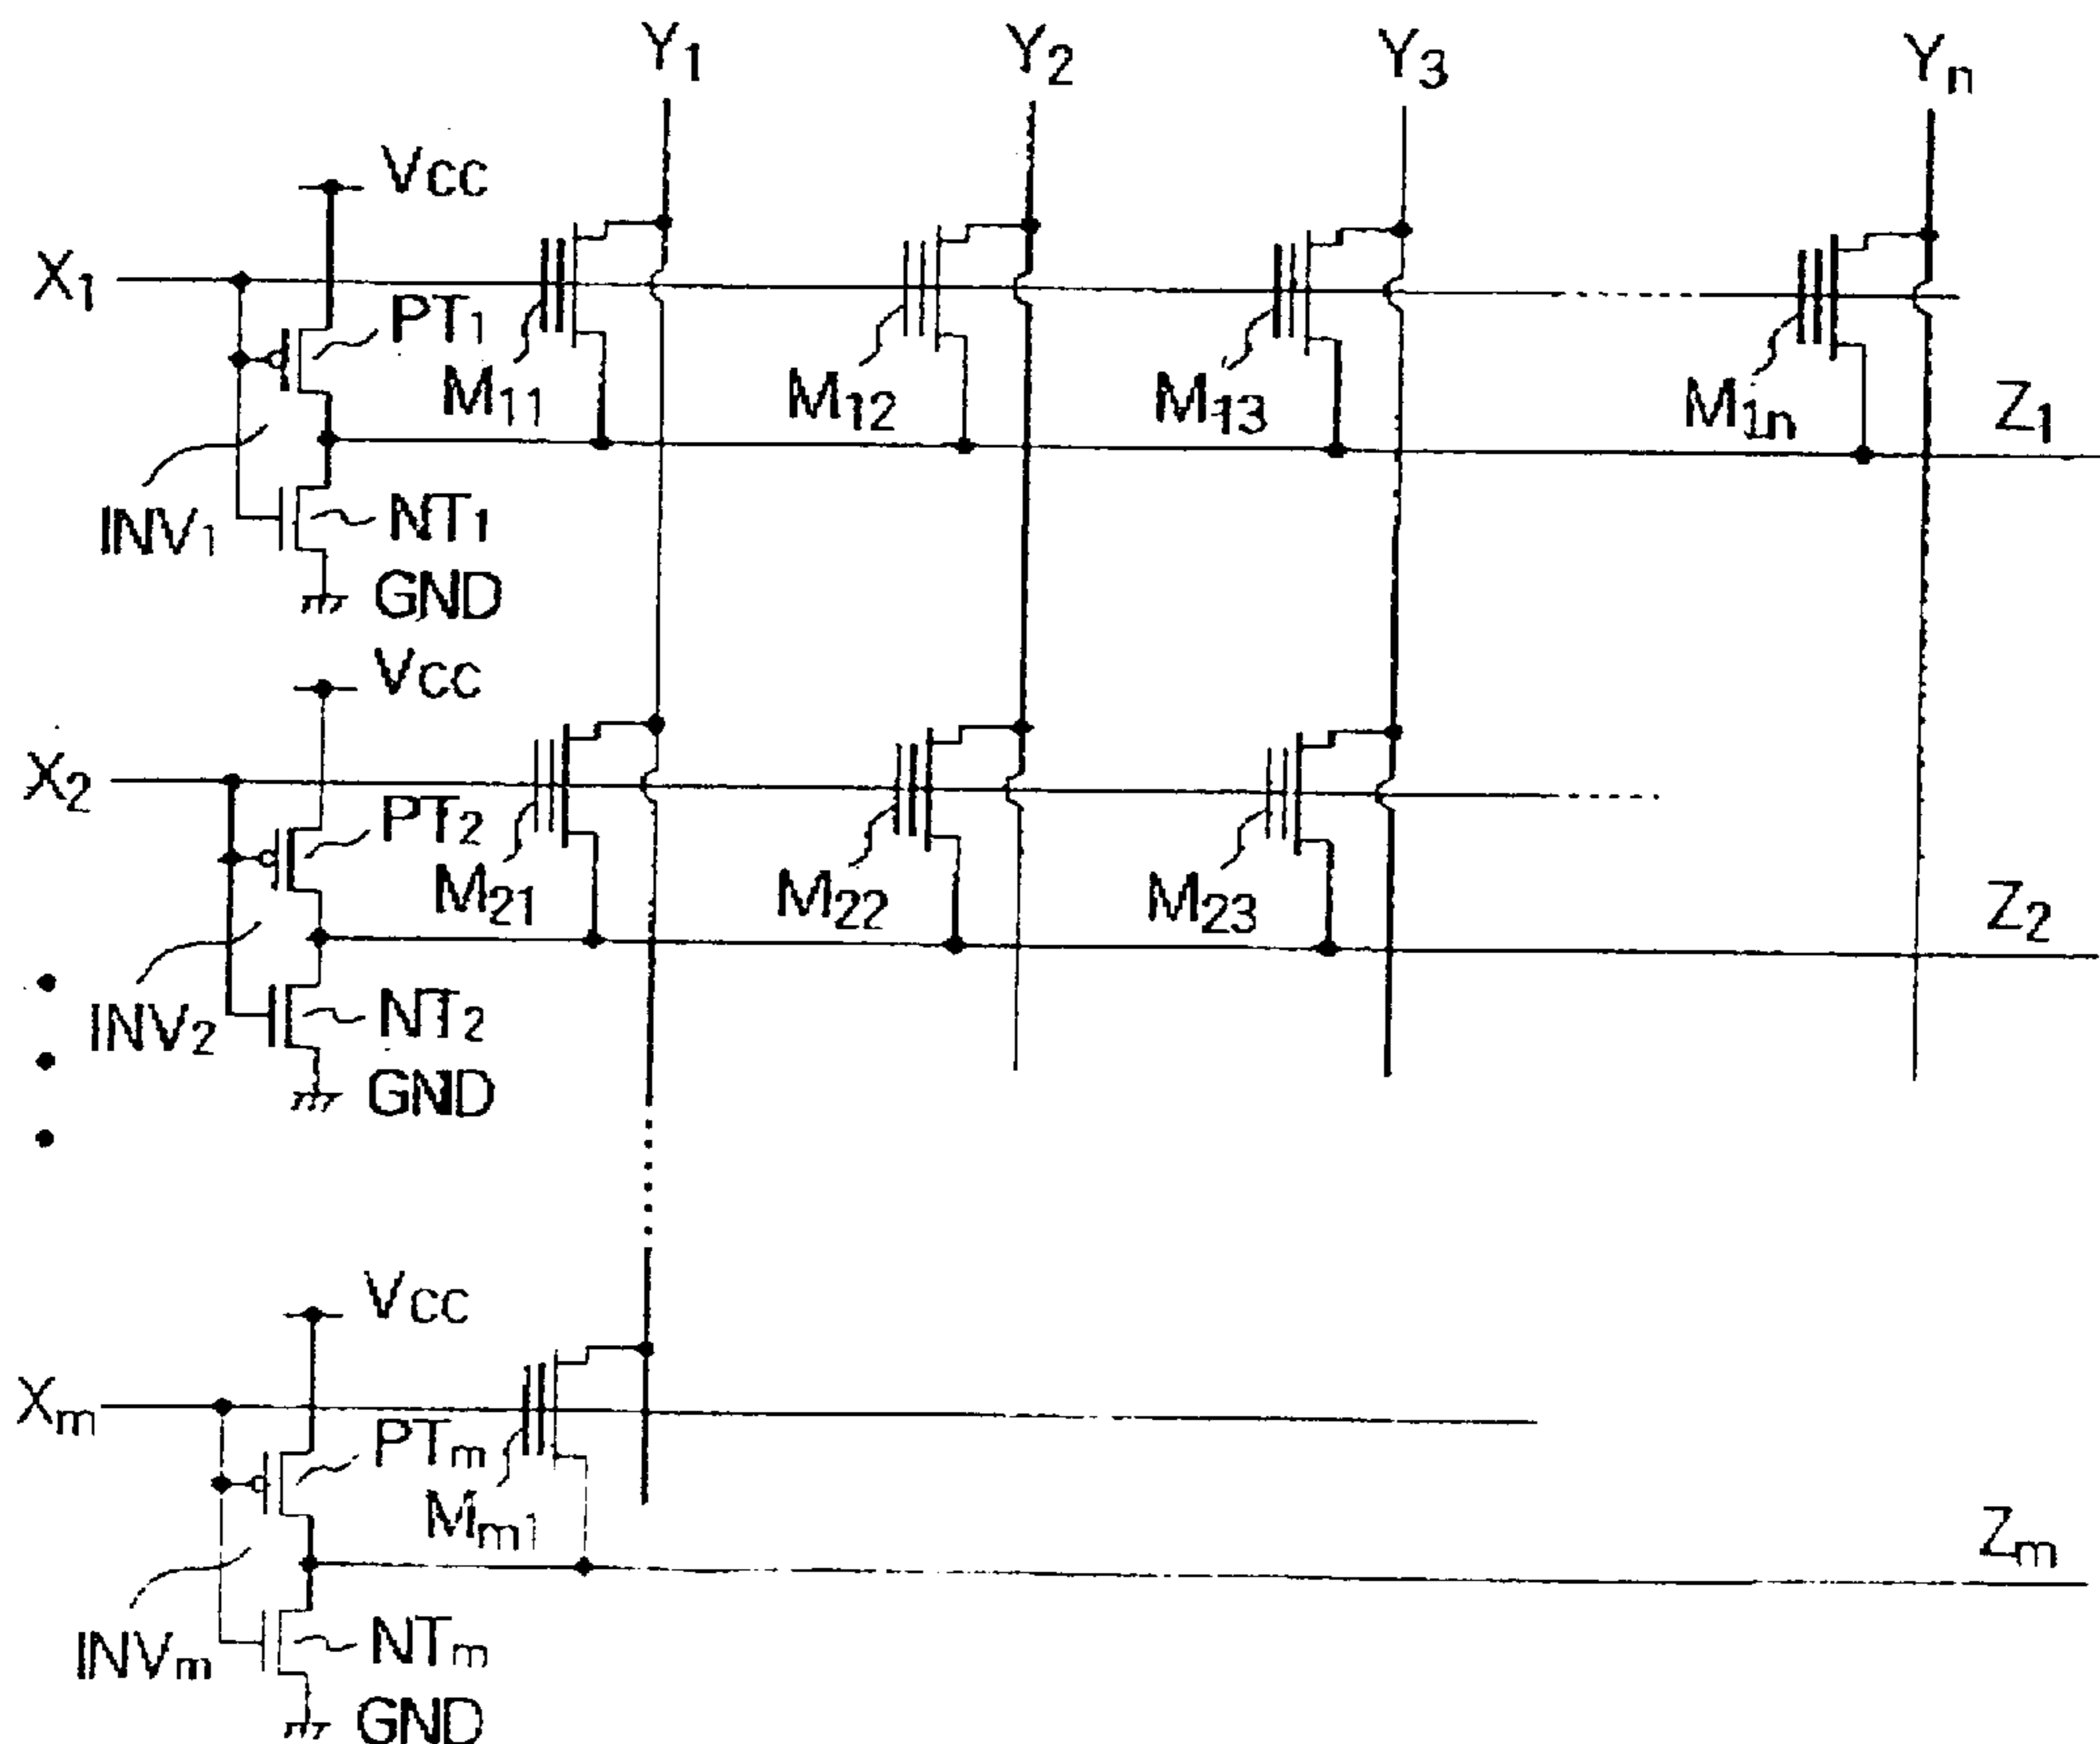 Y1 Y2 Y3 Yn
Vcc
X1
PT1
M11 M12 M13 M1n Z1
INV1 NT1
GND
Vcc
X2
PT2
M21 M22 M23 Z2
INV2 NT2
GND
Vcc
Xm
PTm
Mm1 Zm
INVm NTm
GND